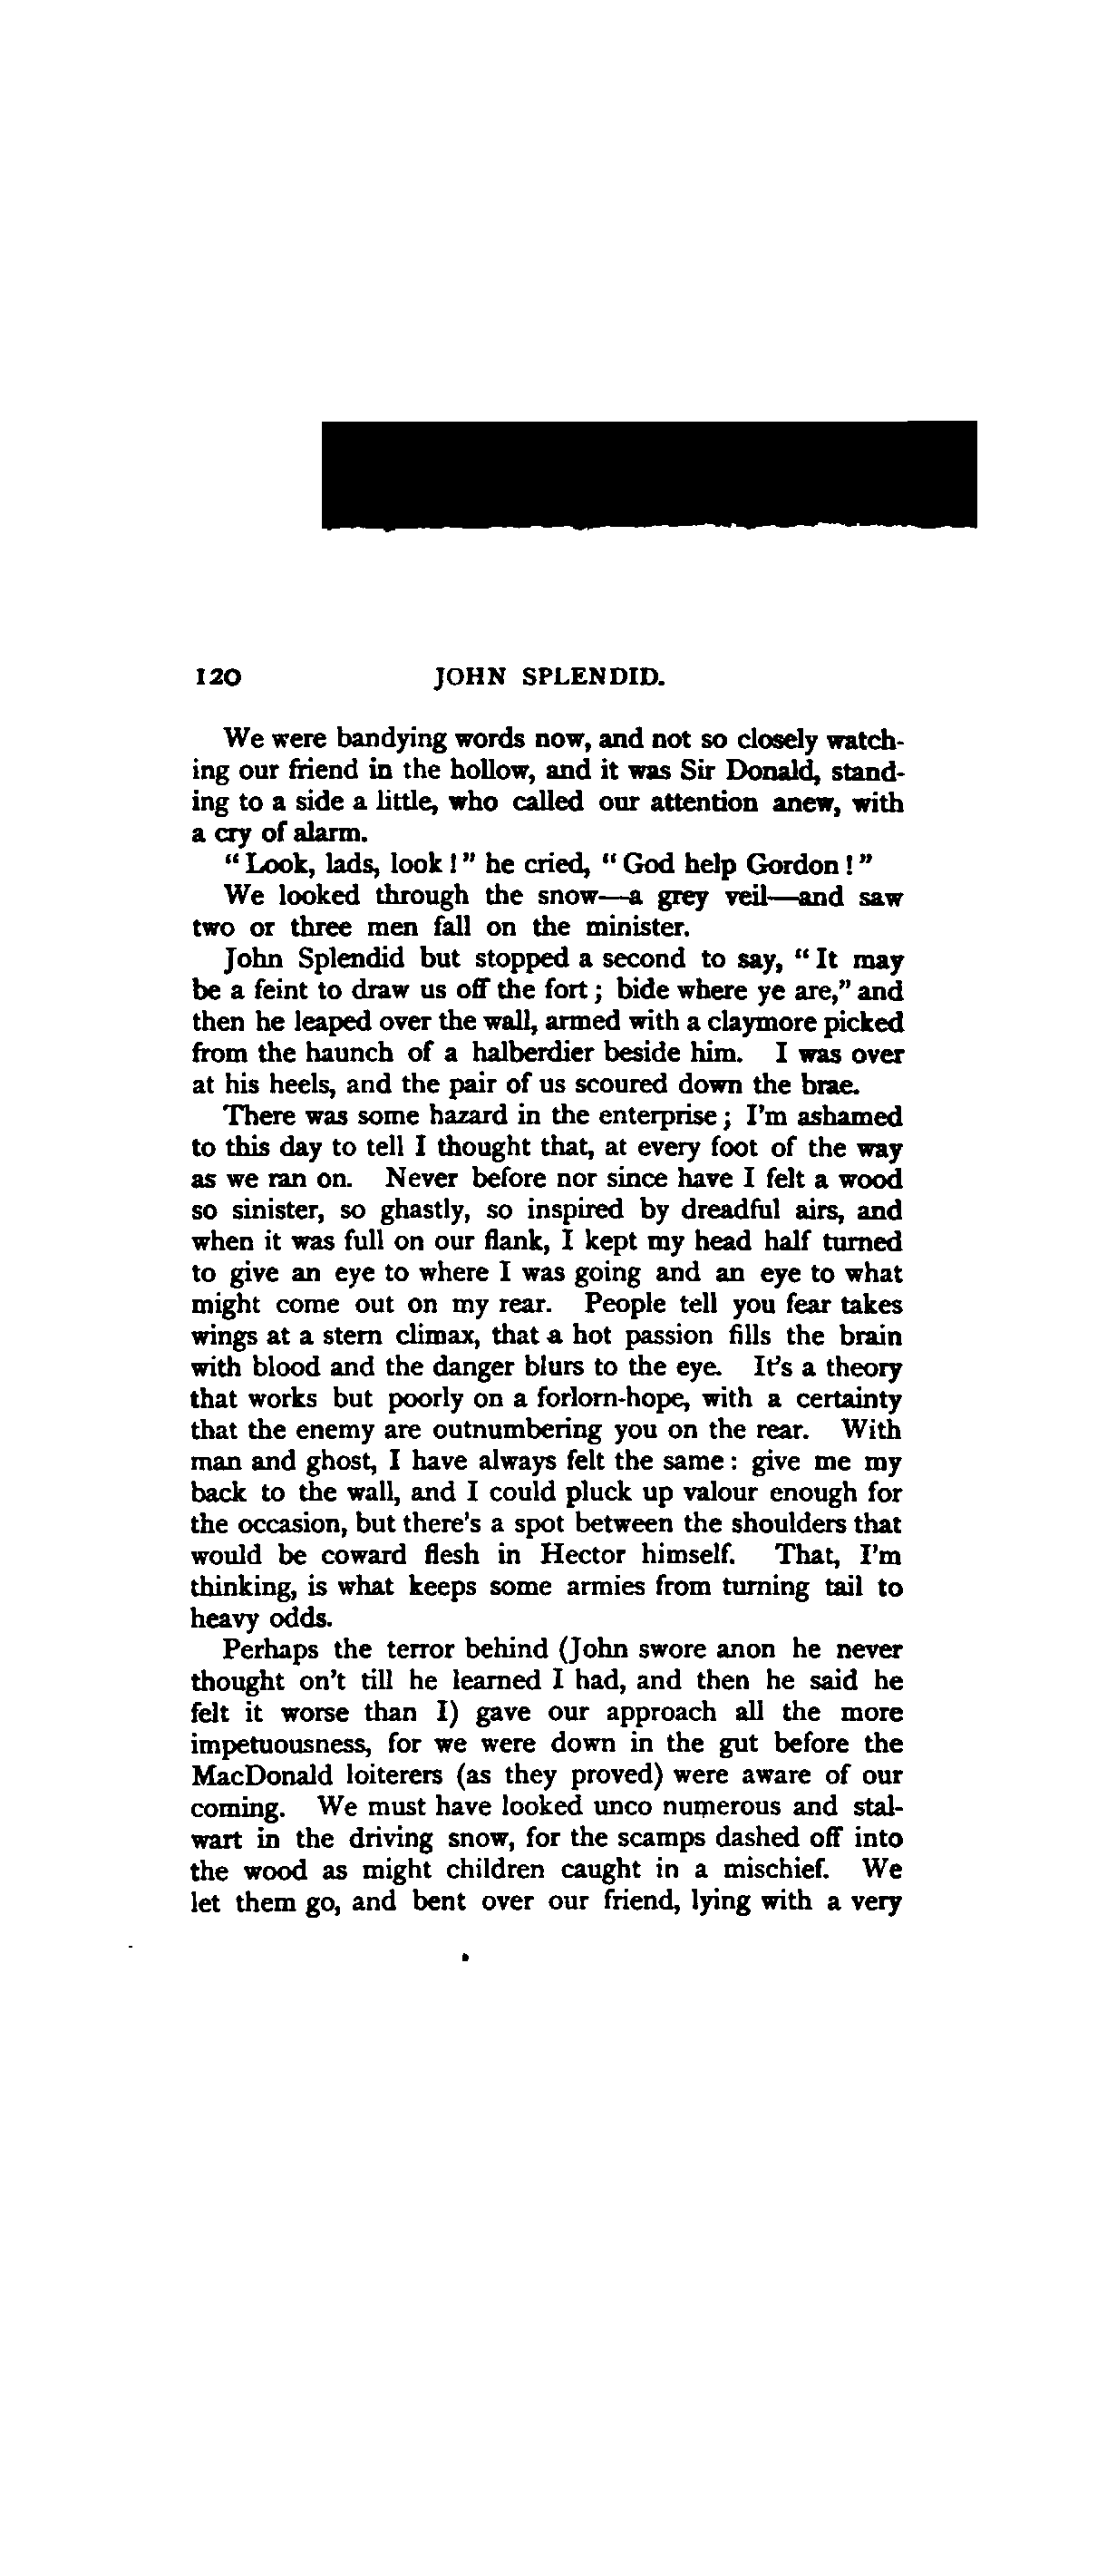 120 JOHN SPLENDID.
We were bandying words now, and not so closely watch-
ing our friend in the hollow, and it was Sir Donald, stand-
ing to a side a little, who called our attention anew, with
a cry of alarm.
"Look, lads, look!" he cried, "God help Gordon!"
We looked through the snow—a grey veil—and saw
two or three men fall on the minister.
John Splendid but stopped a second to say, "It may
be a feint to draw us off the fort; bide where ye are," and
then he leaped over the wall, armed with a claymore picked
from the haunch of a halberdier beside him. I was over
at his heels, and the pair of us scoured down the brae.
There was some hazard in the enterprise; I'm ashamed
to this day to tell I thought that, at every foot of the way
as we ran on. Never before nor since have I felt a wood
so sinister, so ghastly, so inspired by dreadful airs, and
when it was full on our flank, I kept my head half turned
to give an eye to where I was going and an eye to what
might come out on my rear. People tell you fear takes
wings at a stern climax, that a hot passion fills the brain
with blood and the danger blurs to the eye. It's a theory
that works but poorly on a forlorn-hope, with a certainty
that the enemy are outnumbering you on the rear. With
man and ghost, I have always felt the same: give me my
back to the wall, and I could pluck up valour enough for
the occasion, but there's a spot between the shoulders that
would be coward flesh in Hector himself. That, I'm
thinking, is what keeps some armies from turning tail to
heavy odds.
Perhaps the terror behind (John swore anon he never
thought on't till he learned I had, and then he said he
felt it worse than I) gave our approach all the more
impetuousness, for we were down in the gut before the
MacDonald loiterers (as they proved) were aware of our
coming. We must have looked unco numerous and stal-
wart in the driving snow, for the scamps dashed off into
the wood as might children caught in a mischief. We
let them go, and bent over our friend, lying with a very